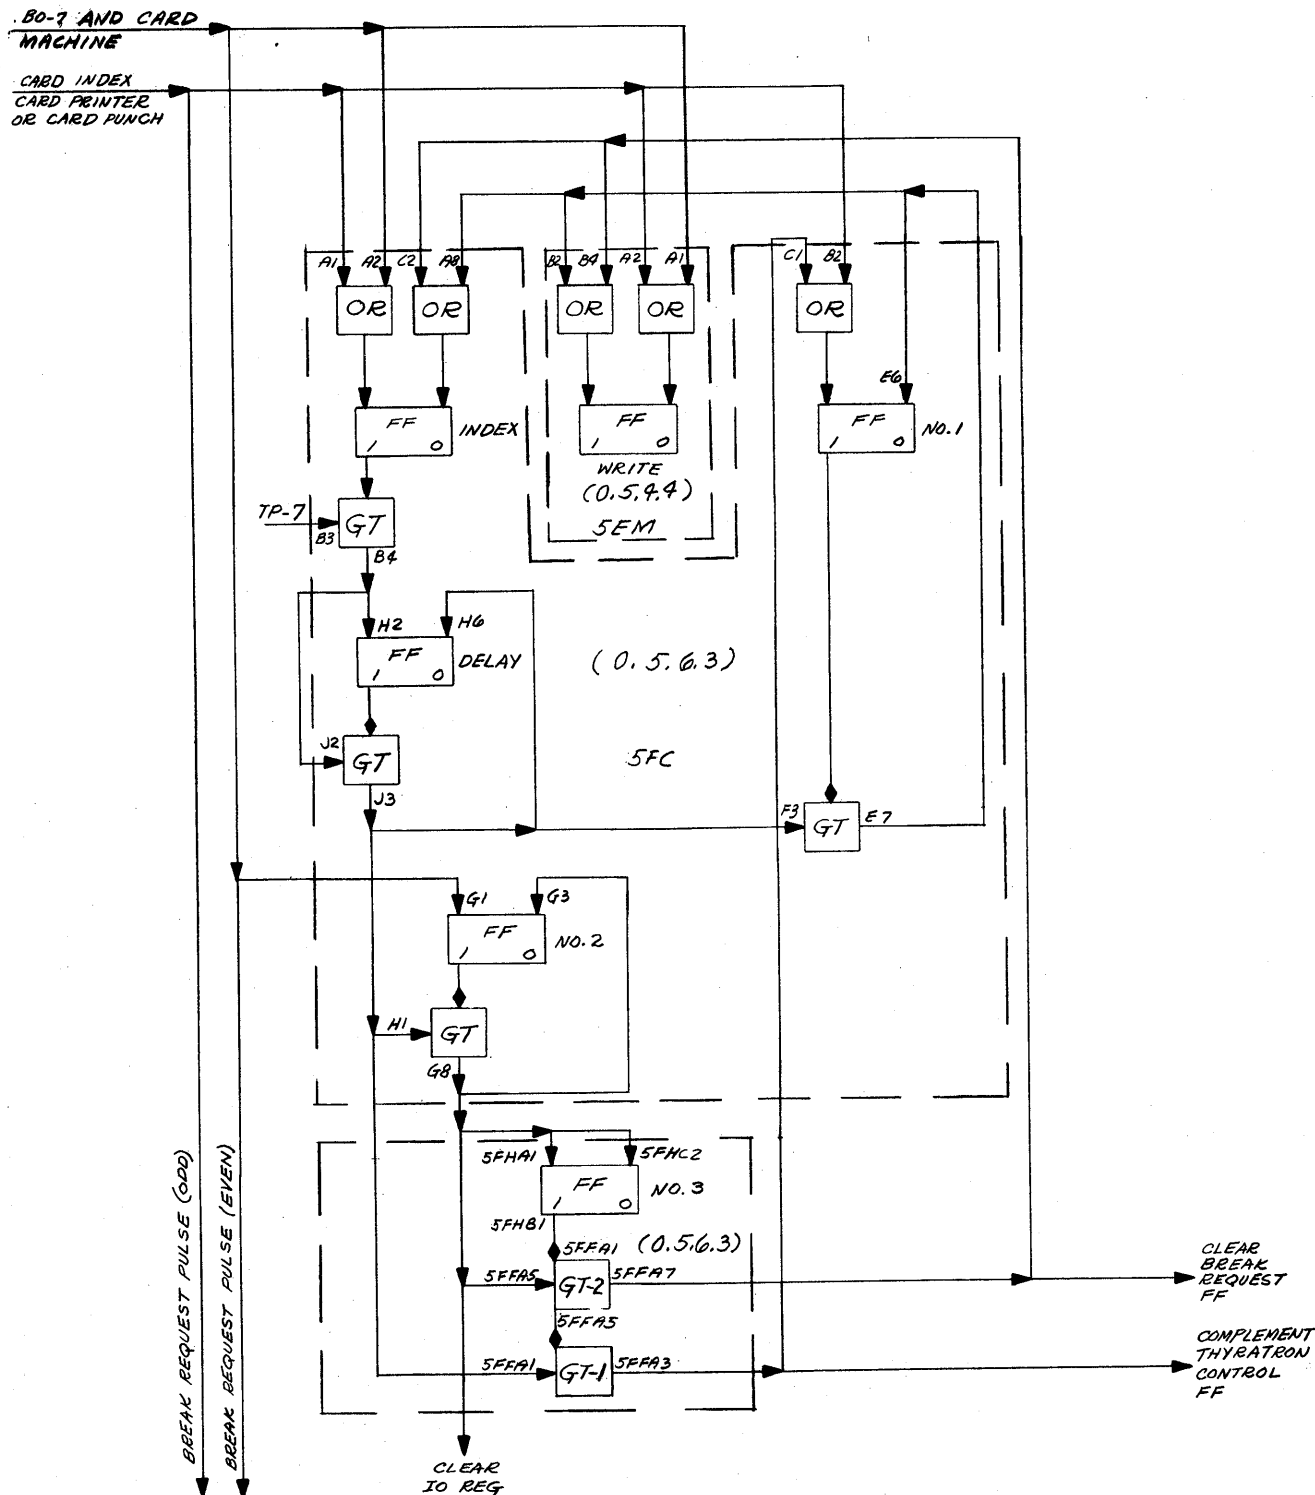 BO-7 AND CARD
MACHINE
CARD INDEX
CARD PRINTER
OR CARD PUNCH
A1 A2 C2 A8
B2 B4 A2 A1
C1 B2
OR OR OR OR OR
E6
FF
1 0
INDEX
FF
1 0
WRITE
(0.5.4.4)
5EM
FF
1 0
NO.1
TP-7
B3
GT
B4
H2
H6
FF
1 0
DELAY
(0.5.6.3)
J2
GT
J3
5FC
F3
GT
E7
G1
G3
FF
1 0
NO.2
H1
GT
G8
5FHA1
5FHC2
FF
1 0
NO.3
5FHB1
5FFA1
(0.5.6.3)
5FFA5
GT-2
5FFA7
5FFA5
5FFA1
GT-1
5FFA3
CLEAR
BREAK
REQUEST
FF
COMPLEMENT
THYRATRON
CONTROL
FF
BREAK REQUEST PULSE (ODD)
BREAK REQUEST PULSE (EVEN)
CLEAR
IO REG